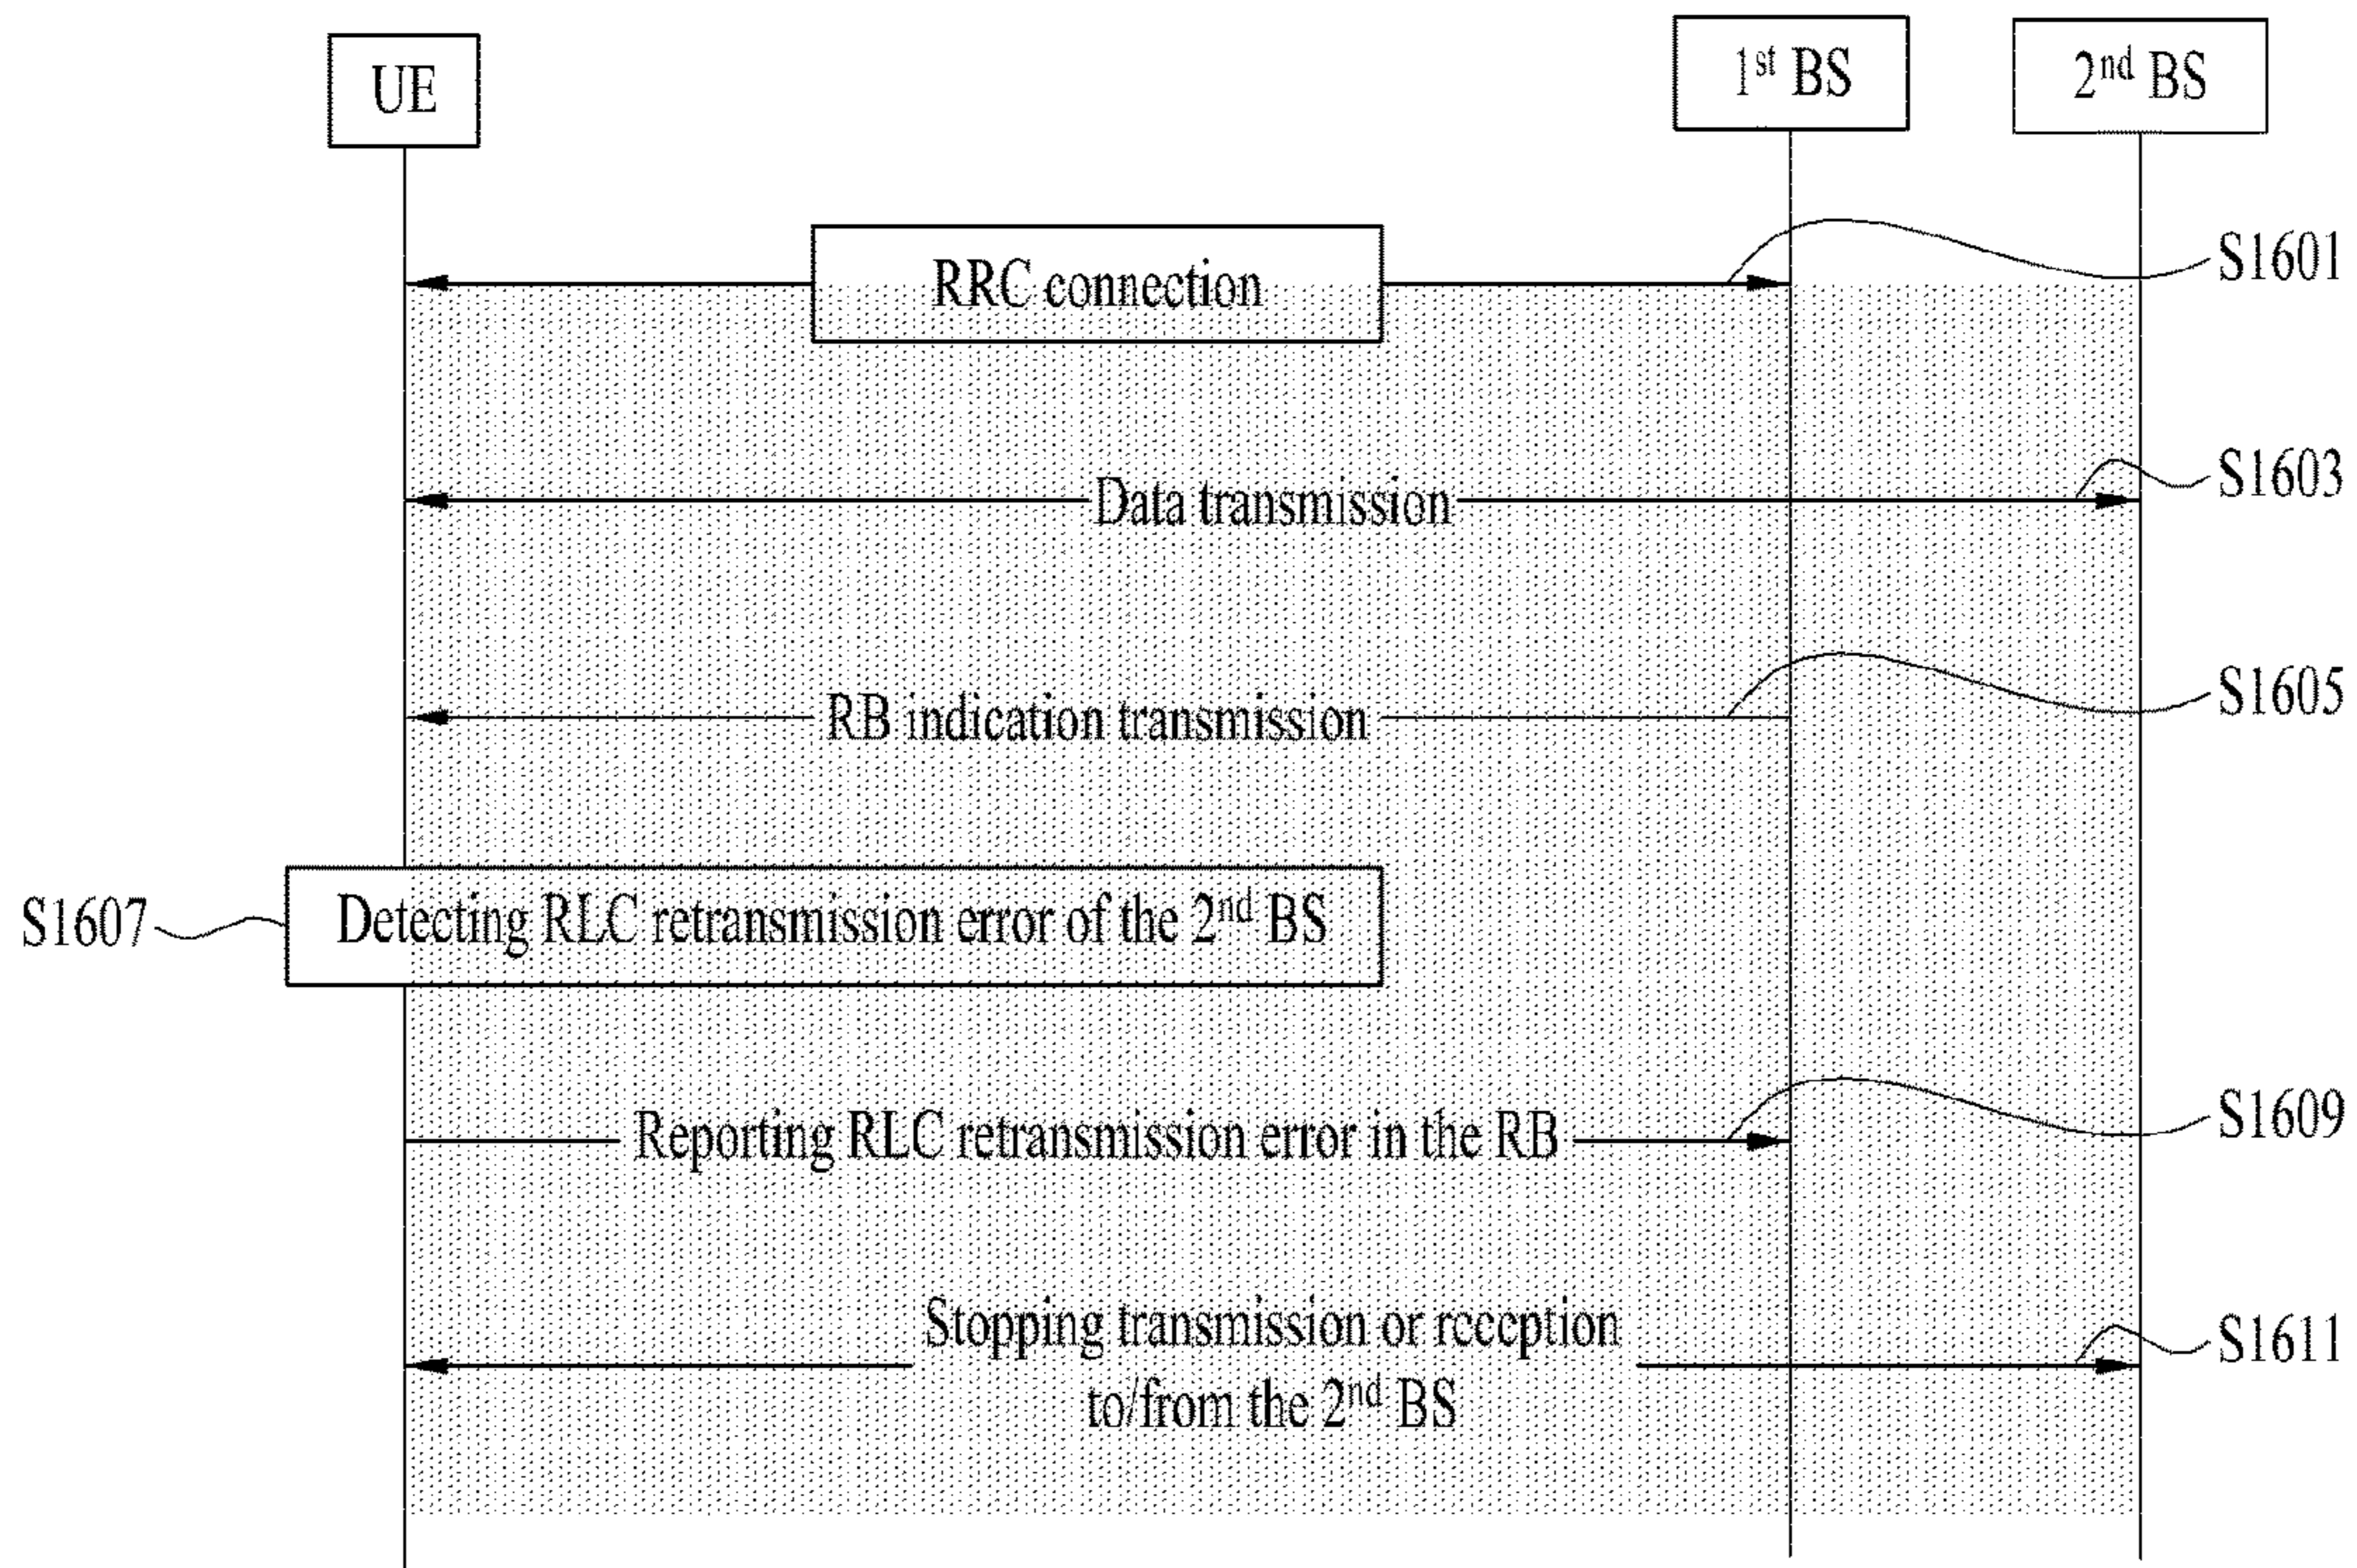 UE
1st BS
2nd BS
RRC connection
S1601
Data transmission
S1603
RB indication transmission
S1605
S1607
Detecting RLC retransmission error of the 2nd BS
Reporting RLC retransmission error in the RB
S1609
Stopping transmission or reception
to/from the 2nd BS
S1611